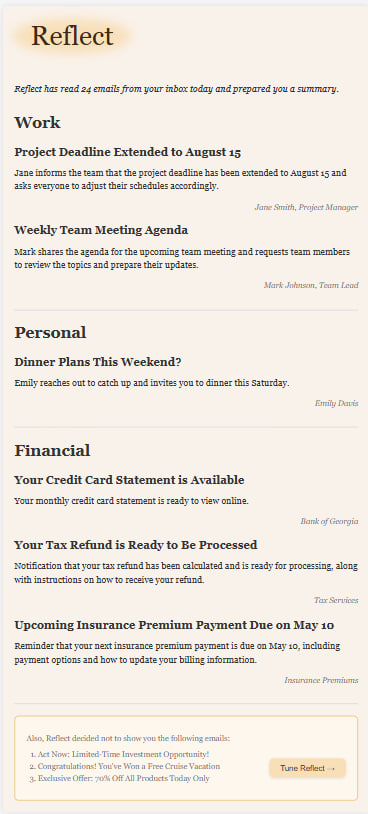 Reflect
Reflect has read 24 emails from your inbox today and prepared you a summary.
Work
Project Deadline Extended to August 15
Jane informs the team that the project deadline has been extended to August 15 and
asks everyone to adjust their schedules accordingly.
Jane Smith, Project Manager
Weekly Team Meeting Agenda
Mark shares the agenda for the upcoming team meeting and requests team members
to review the topics and prepare their updates.
Mark Johnson, Team Lead
Personal
Dinner Plans This Weekend?
Emily reaches out to catch up and invites you to dinner this Saturday.
Emily Davis
Financial
Your Credit Card Statement is Available
Your monthly credit card statement is ready to view online.
Bank of Georgia
Your Tax Refund is Ready to Be Processed
Notification that your tax refund has been calculated and is ready for processing, along
with instructions on how to receive your refund.
Tax Services
Upcoming Insurance Premium Payment Due on May 10
Reminder that your next insurance premium payment is due on May 10, including
payment options and how to update your billing information.
Insurance Premiums
Also, Reflect decided not to show you the following emails:
1. Act Now: Limited-Time Investment Opportunity!
2. Congratulations! You've Won a Free Cruise Vacation
3. Exclusive Offer: 70% Off All Products Today Only
Tune Reflect →